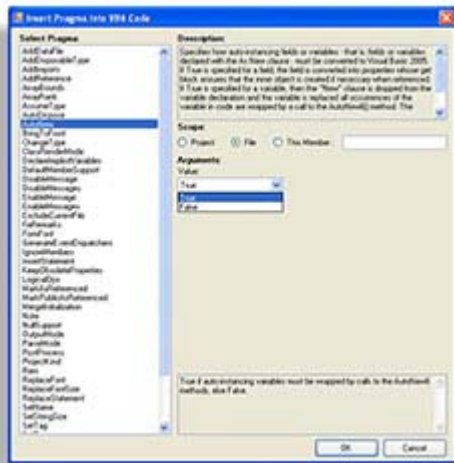 Insert Pragma Into VB6 Code
Select Pragma:
AddDataFile
AddDisposableType
AddImports
AddReference
ArrayBounds
ArrayRank
AssumeType
AutoDispose
AutoNew
BringToFront
ChangeType
ClassRenderMode
DeclareImplicitVariables
DefaultMemberSupport
DisableMessage
DisableMessages
EnableMessage
EnableMessages
ExcludeCurrentFile
FixRemarks
FormFont
GenerateEventDispatchers
IgnoreMembers
InsertStatement
KeepObsoleteProperties
LogicalSize
MarkAsReferenced
MarkPublicAsReferenced
MergeInitialization
Note
NullSupport
OutputMode
ParseMode
PostProcess
ProjectKind
Rem
ReplaceFont
ReplaceFontSize
ReplaceStatement
SetName
SetStringSize
SetTag
Description:
Specifies how auto-instancing fields or variables - that is, fields or variables
declared with the As New clause - must be converted to Visual Basic 2005.
If True is specified for a field, the field is converted into properties whose get
block ensures that the inner object is created if necessary when referenced.
If True is specified for a variable, then the "New" clause is dropped from the
variable declaration and the variable is replaced all occurrences of the
variable in code are wrapped by a call to the AutoNew6() method. The
Scope:
Project File This Member
Arguments:
Value:
True
True
False
True if auto-instancing variables must be wrapped by calls to the AutoNew6
methods, else False.
OK Cancel